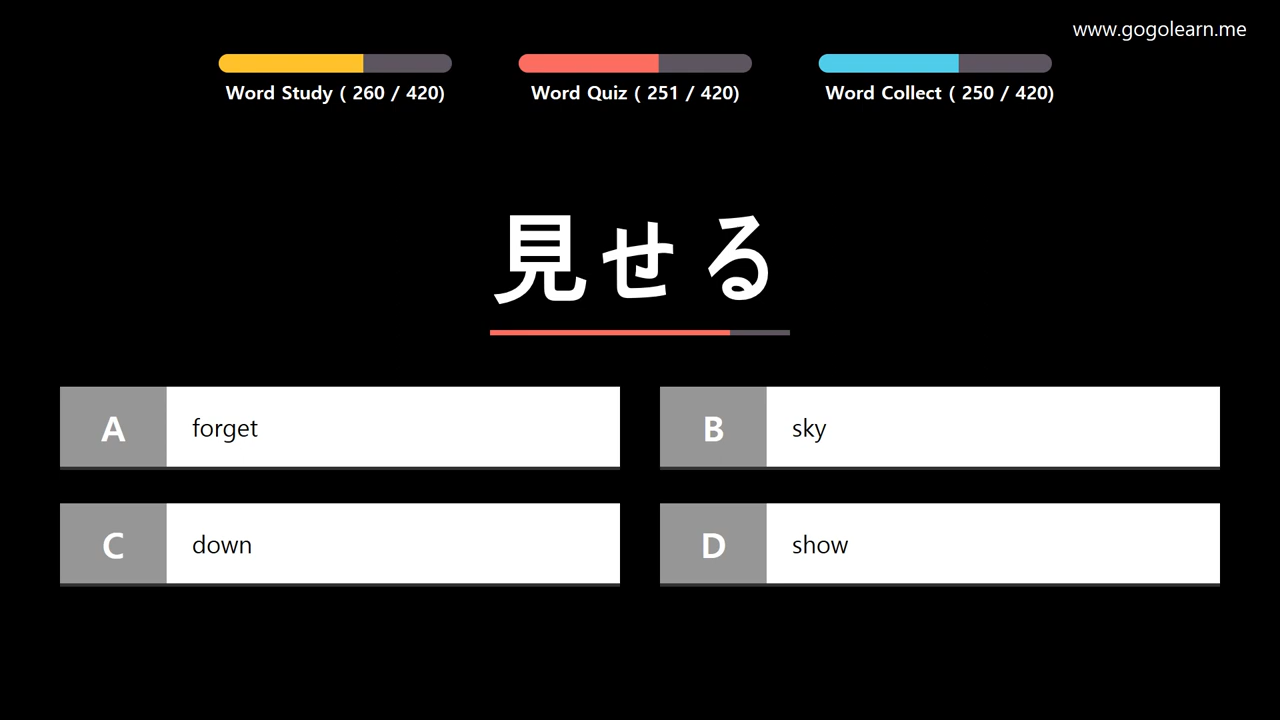 www.gogolearn.me
Word Study ( 260 / 420)
Word Quiz ( 251 / 420)
Word Collect ( 250 / 420)
見せる
A forget
B sky
C down
D show